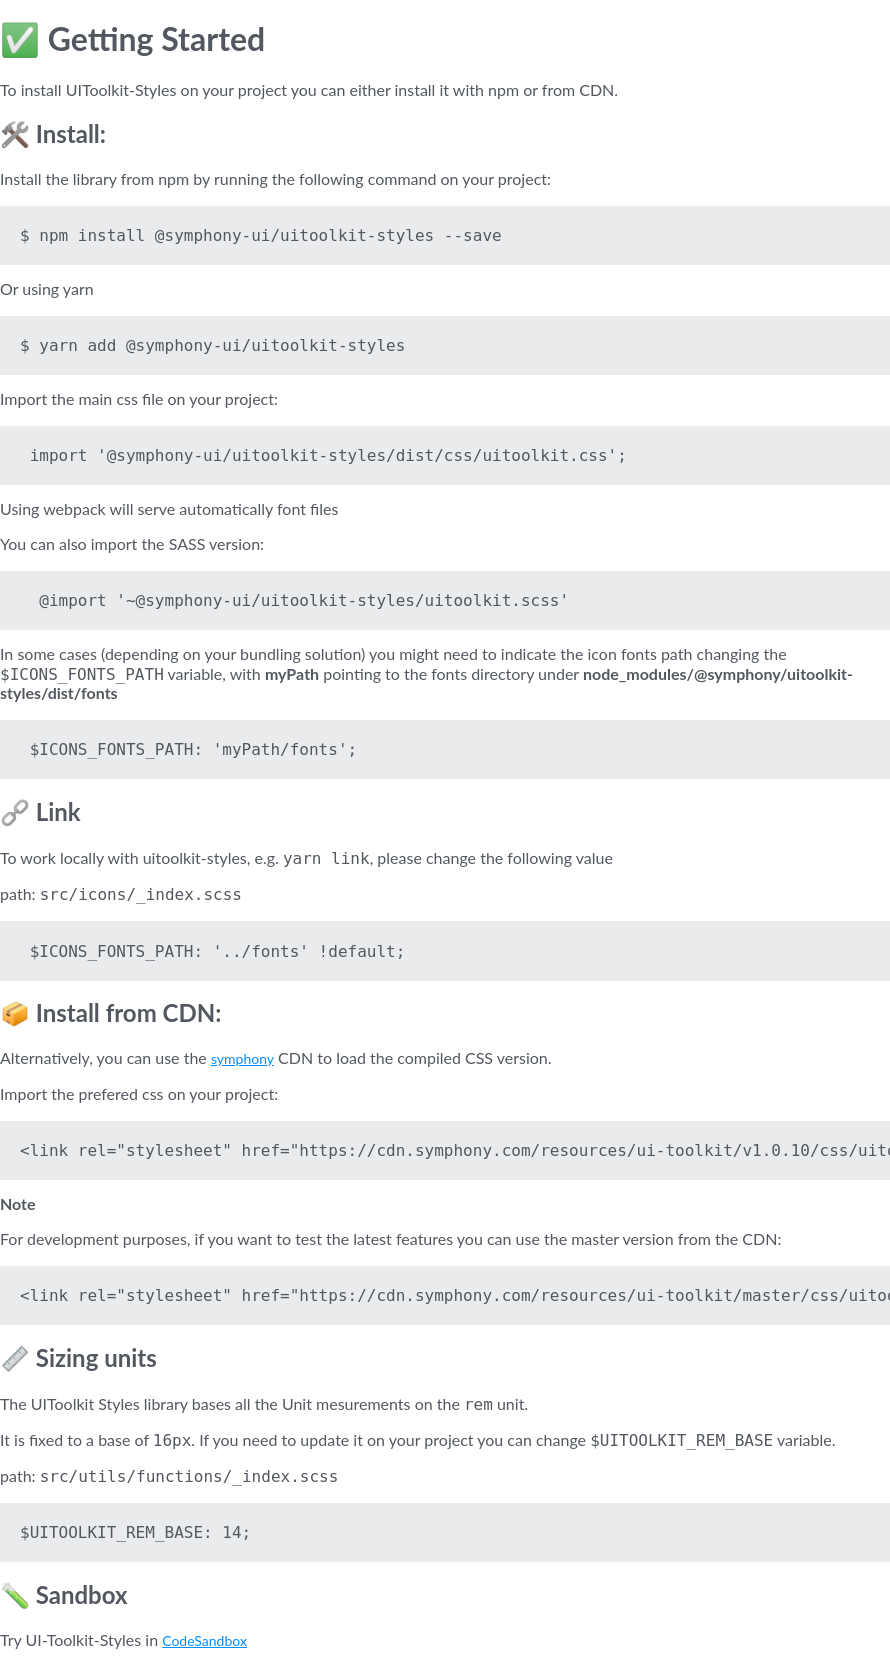 ✅ Getting Started
To install UIToolkit-Styles on your project you can either install it with npm or from CDN.
🛠 Install:
Install the library from npm by running the following command on your project:
$ npm install @symphony-ui/uitoolkit-styles --save
Or using yarn
$ yarn add @symphony-ui/uitoolkit-styles
Import the main css file on your project:
import '@symphony-ui/uitoolkit-styles/dist/css/uitoolkit.css';
Using webpack will serve automatically font files
You can also import the SASS version:
@import '~@symphony-ui/uitoolkit-styles/uitoolkit.scss'
In some cases (depending on your bundling solution) you might need to indicate the icon fonts path changing the
$ICONS_FONTS_PATH variable, with myPath pointing to the fonts directory under node_modules/@symphony/uitoolkit-
styles/dist/fonts
$ICONS_FONTS_PATH: 'myPath/fonts';
🔗 Link
To work locally with uitoolkit-styles, e.g. yarn link, please change the following value
path: src/icons/_index.scss
$ICONS_FONTS_PATH: '../fonts' !default;
📦 Install from CDN:
Alternatively, you can use the symphony CDN to load the compiled CSS version.
Import the prefered css on your project:
<link rel="stylesheet" href="https://cdn.symphony.com/resources/ui-toolkit/v1.0.10/css/uito
Note
For development purposes, if you want to test the latest features you can use the master version from the CDN:
<link rel="stylesheet" href="https://cdn.symphony.com/resources/ui-toolkit/master/css/uitoo
📏 Sizing units
The UIToolkit Styles library bases all the Unit mesurements on the rem unit.
It is fixed to a base of 16px. If you need to update it on your project you can change $UITOOLKIT_REM_BASE variable.
path: src/utils/functions/_index.scss
$UITOOLKIT_REM_BASE: 14;
🧪 Sandbox
Try UI-Toolkit-Styles in CodeSandbox